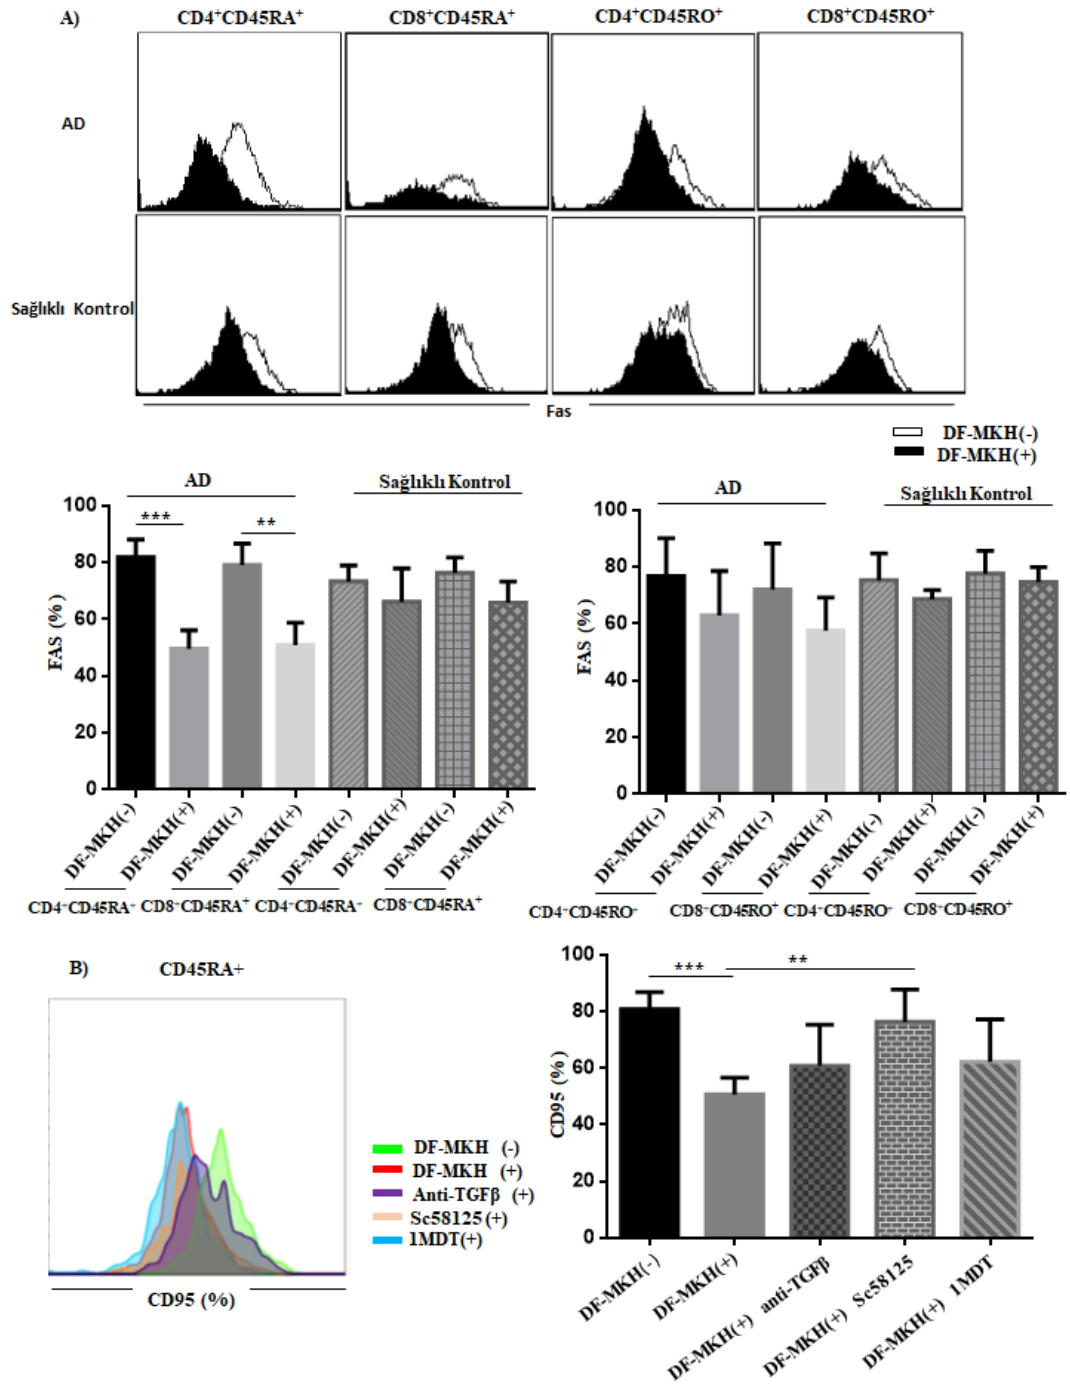 A)
CD4⁺CD45RA⁺ CD8⁺CD45RA⁺ CD4⁺CD45RO⁺ CD8⁺CD45RO⁺
AD
Sağlıklı Kontrol
Fas
DF-MKH(-)
DF-MKH(+)
AD
Sağlıklı Kontrol
*** **
FAS (%)
100
80
60
40
20
0
DF-MKH(-) DF-MKH(+) DF-MKH(-) DF-MKH(+) DF-MKH(-) DF-MKH(+) DF-MKH(-) DF-MKH(+)
CD4⁺CD45RA⁺ CD8⁺CD45RA⁺ CD4⁺CD45RA⁺ CD8⁺CD45RA⁺
AD
Sağlıklı Kontrol
FAS (%)
100
80
60
40
20
0
DF-MKH(-) DF-MKH(+) DF-MKH(-) DF-MKH(+) DF-MKH(-) DF-MKH(+) DF-MKH(-) DF-MKH(+)
CD4⁺CD45RO⁺ CD8⁺CD45RO⁺ CD4⁺CD45RO⁺ CD8⁺CD45RO⁺
B)
CD45RA+
DF-MKH (-)
DF-MKH (+)
Anti-TGFβ (+)
Sc58125 (+)
1MDT(+)
CD95 (%)
*** **
CD95 (%)
100
80
60
40
20
0
DF-MKH(-) DF-MKH(+) DF-MKH(+) anti-TGFβ DF-MKH(+) Sc58125 DF-MKH(+) 1MDT